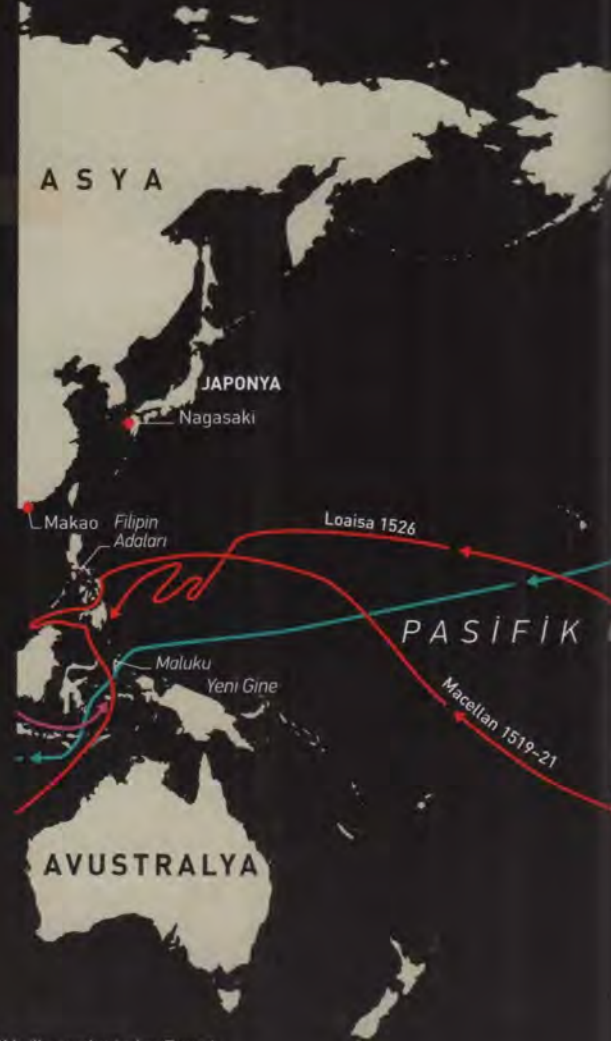 ASYA
JAPONYA
Nagasaki
Makao
Filipin
Adaları
Loaisa 1526
PASİFİK
Maluku
Yeni Gine
Macellan 1519-21
AVUSTRALYA